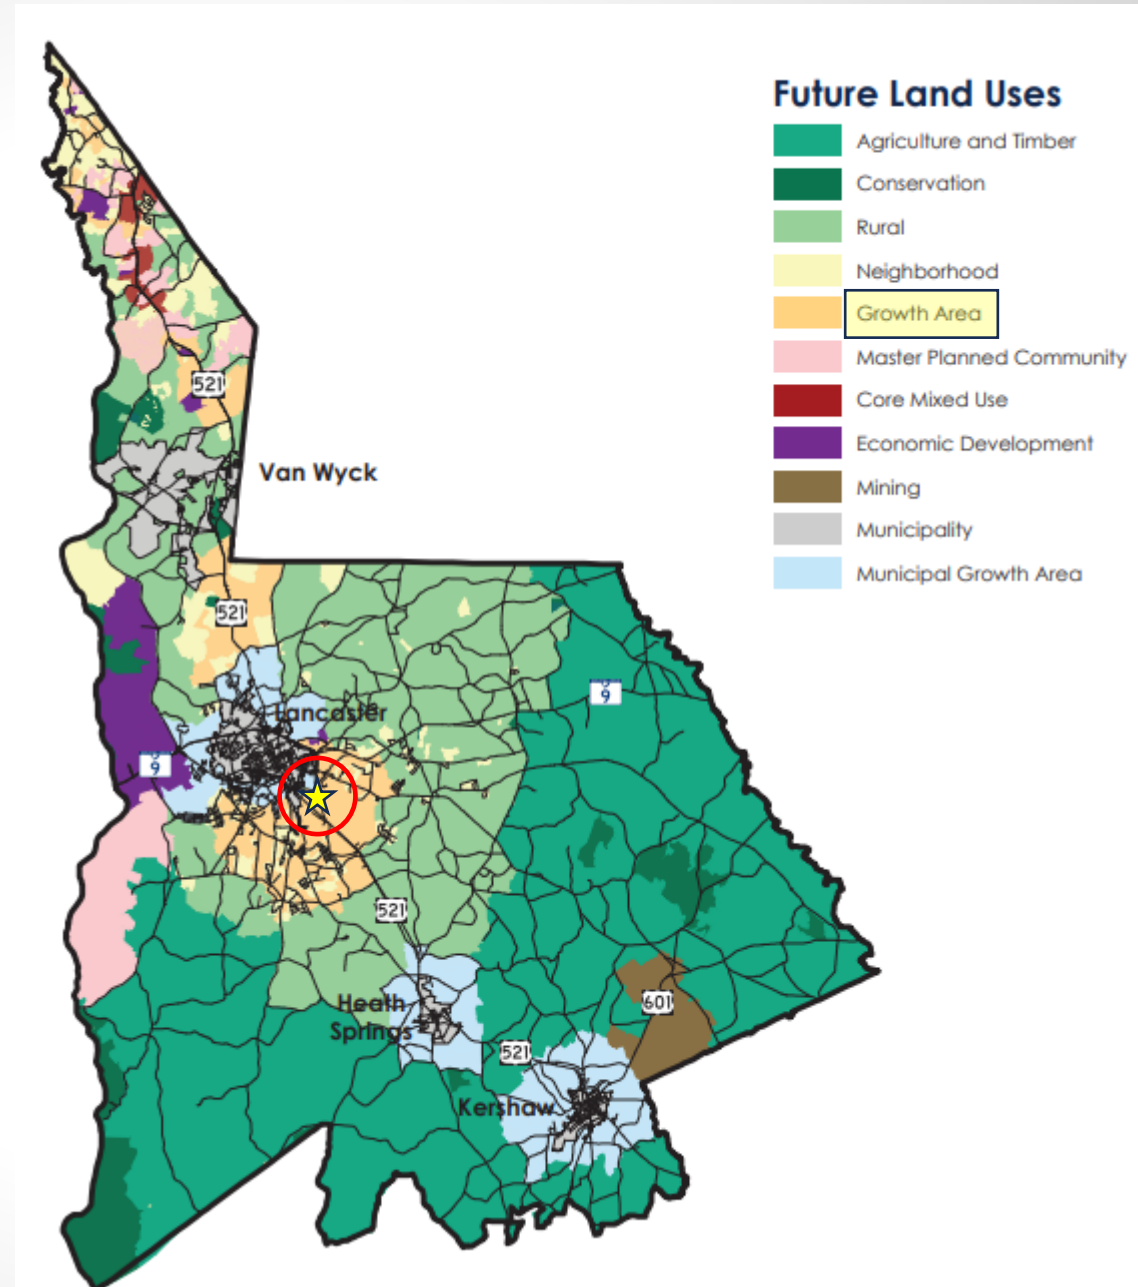 Future Land Uses
Agriculture and Timber
Conservation
Rural
Neighborhood
Growth Area
Master Planned Community
Core Mixed Use
Economic Development
Mining
Municipality
Municipal Growth Area
521
Van Wyck
521
9
Lancaster
9
521
Heath
Springs
601
521
Kershaw